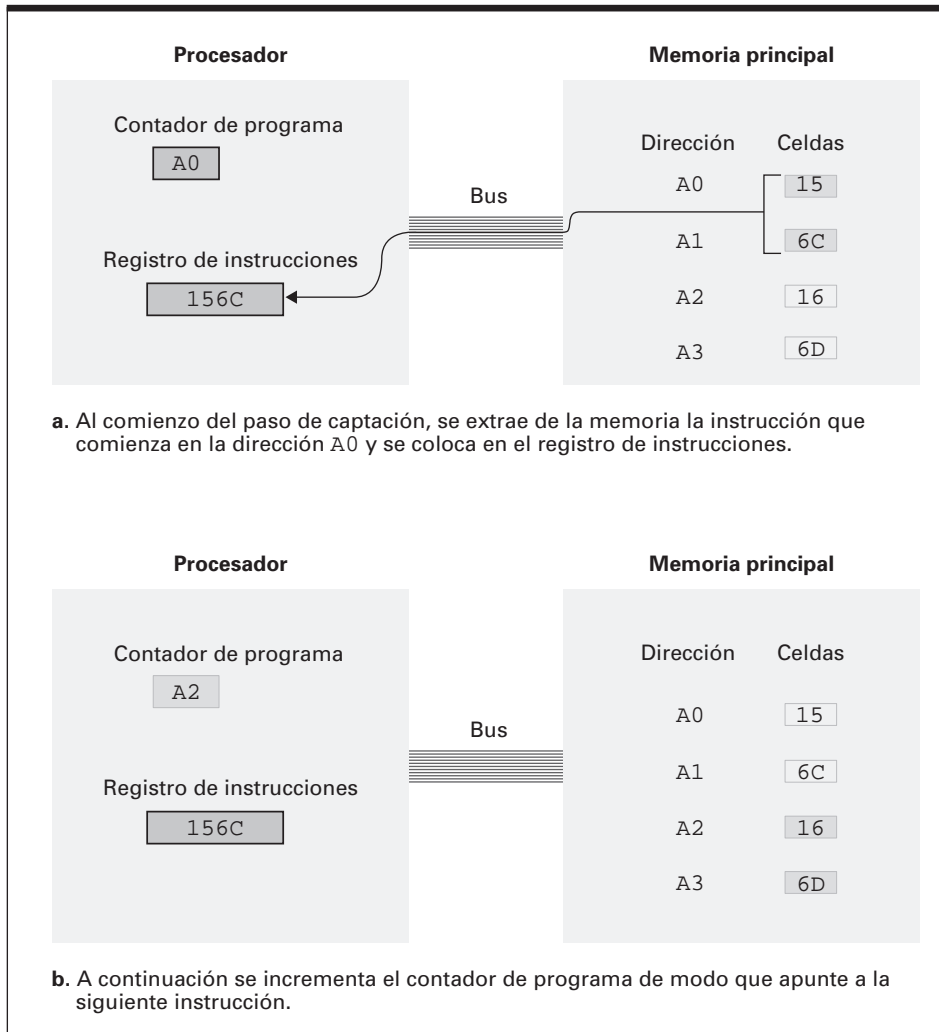 Procesador
Memoria principal
Contador de programa
A0
Registro de instrucciones
156C
Bus
Dirección Celdas
A0 15
A1 6C
A2 16
A3 6D
a. Al comienzo del paso de captación, se extrae de la memoria la instrucción que
comienza en la dirección A0 y se coloca en el registro de instrucciones.
Procesador
Memoria principal
Contador de programa
A2
Registro de instrucciones
156C
Bus
Dirección Celdas
A0 15
A1 6C
A2 16
A3 6D
b. A continuación se incrementa el contador de programa de modo que apunte a la
siguiente instrucción.